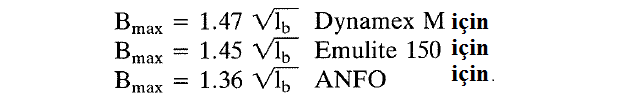 Bmax = 1.47 √lb Dynamex M için
Bmax = 1.45 √lb Emulite 150 için
Bmax = 1.36 √lb ANFO için.